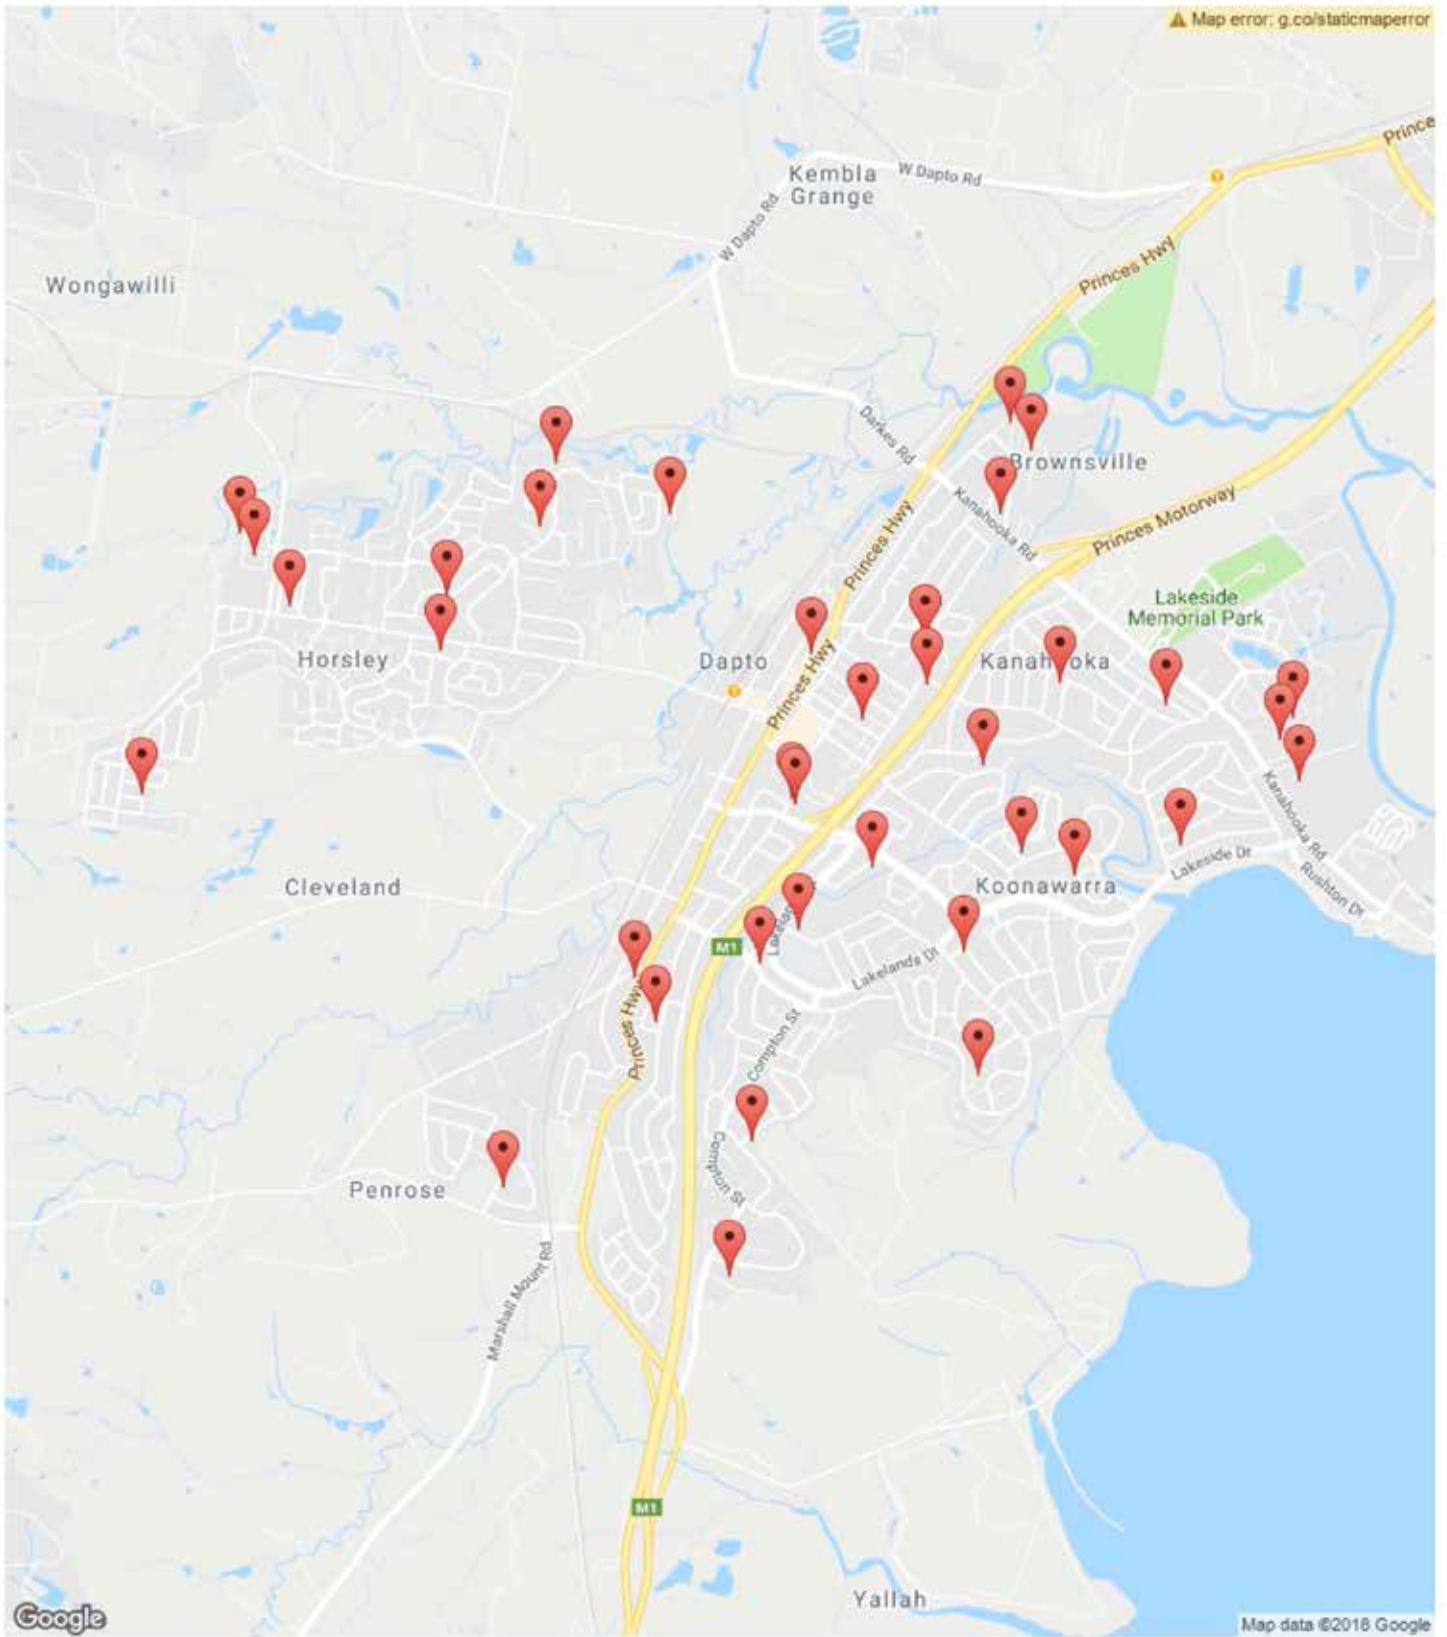 Map error: g.co/staticmaperror
Prince
Kembla
Grange
W Dapto Rd
W Dapto Rd
Princes Hwy
Wongawilli
Darkes Rd
Brownsville
Kanahooka Rd
Princes Hwy
Princes Motorway
Lakeside
Memorial Park
Horsley
Dapto
Princes Hwy
Kanahooka
Kanahooka Rd
Lakeside Dr
Rushton Dr
Cleveland
Koonawarra
M1
Lakelands Dr
Princes Hwy
Compton St
Compton St
Penrose
Marshall Mount Rd
M1
Yallah
Google
Map data ©2018 Google